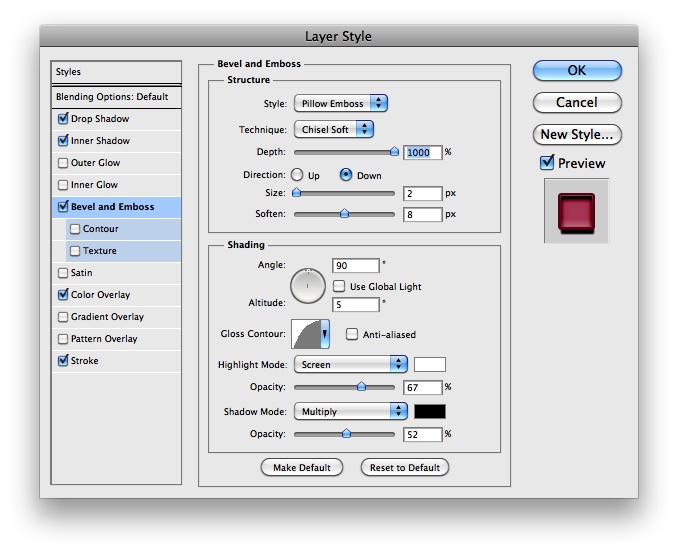 Layer Style
Styles
Blending Options: Default
Drop Shadow
Inner Shadow
Outer Glow
Inner Glow
Bevel and Emboss
Contour
Texture
Satin
Color Overlay
Gradient Overlay
Pattern Overlay
Stroke
Bevel and Emboss
Structure
Style: Pillow Emboss
Technique: Chisel Soft
Depth: 1000 %
Direction: Up Down
Size: 2 px
Soften: 8 px
Shading
Angle: 90 °
Use Global Light
Altitude: 5 °
Gloss Contour: Anti-aliased
Highlight Mode: Screen
Opacity: 67 %
Shadow Mode: Multiply
Opacity: 52 %
Make Default Reset to Default
OK
Cancel
New Style...
Preview